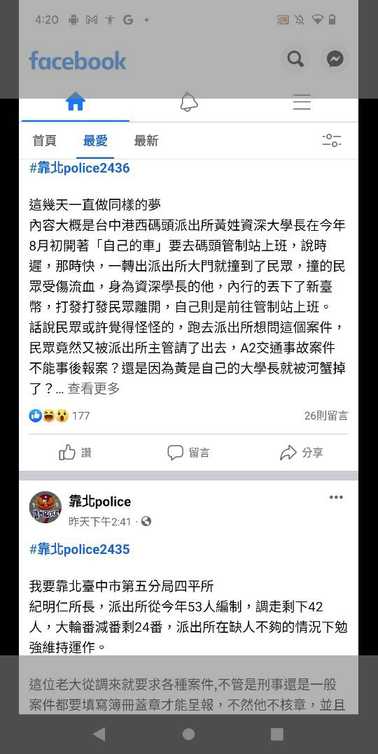 4:20
facebook
首頁 最愛 最新
#靠北police2436
這幾天一直做同樣的夢
內容大概是台中港西碼頭派出所黃姓資深大學長在今年
8月初開著「自己的車」要去碼頭管制站上班，說時
遲，那時快，一轉出派出所大門就撞到了民眾，撞的民
眾受傷流血，身為資深學長的他，內行的丟下了新臺
幣，打發打發民眾離開，自己則是前往管制站上班。
話說民眾或許覺得怪怪的，跑去派出所想問這個案件，
民眾竟然又被派出所主管請了出去，A2交通事故案件
不能事後報案？還是因為黃是自己的大學長就被河蟹掉
了？... 查看更多
177 26則留言
讚 留言 分享
靠北police
昨天下午2:41 ·
#靠北police2435
我要靠北臺中市第五分局四平所
紀明仁所長，派出所從今年53人編制，調走剩下42
人，大輪番減番剩24番，派出所在缺人不夠的情況下勉
強維持運作。
這位老大從調來就要求各種案件,不管是刑事還是一般
案件都要填寫簿冊蓋章才能呈報，不然他不核章，並且